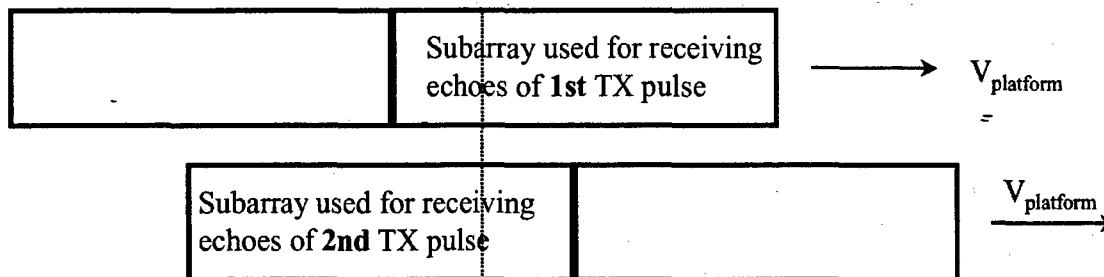 Subarray used for receiving
echoes of 1st TX pulse
V_platform
Subarray used for receiving
echoes of 2nd TX pulse
V_platform